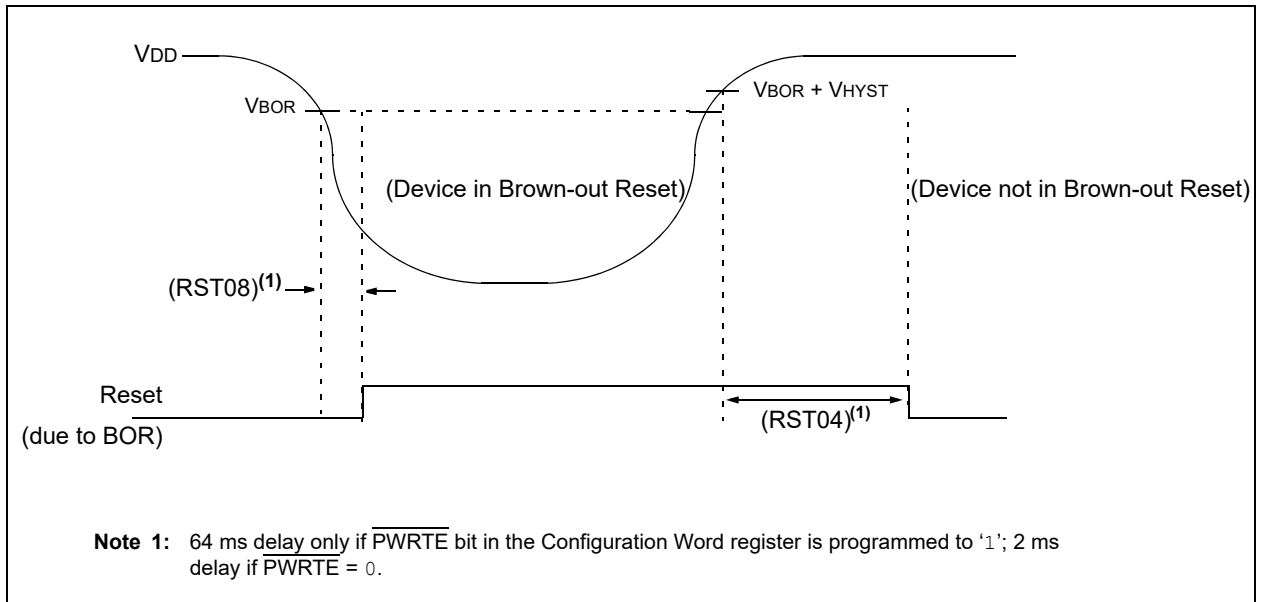 VDD
VBOR
VBOR + VHYST
(Device in Brown-out Reset)
(Device not in Brown-out Reset)
(RST08)(1)
Reset
(due to BOR)
(RST04)(1)
Note 1: 64 ms delay only if PWRTE bit in the Configuration Word register is programmed to ‘1’; 2 ms
delay if PWRTE = 0.